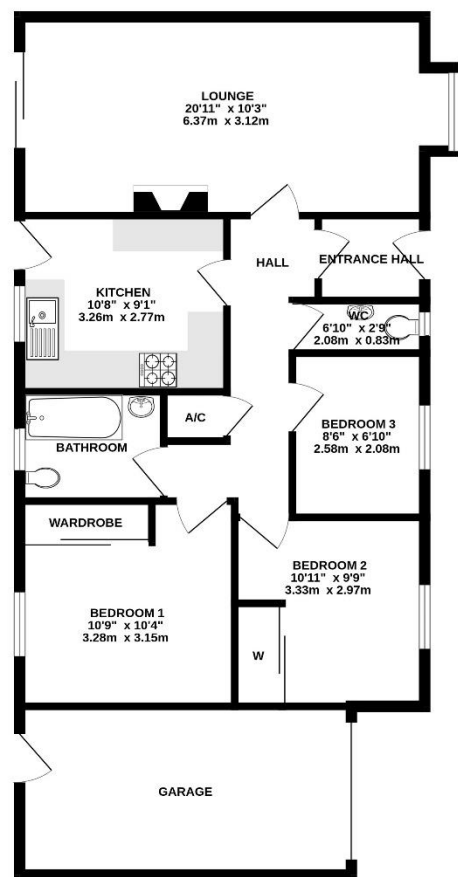 LOUNGE
20'11" x 10'3"
6.37m x 3.12m
ENTRANCE HALL
HALL
KITCHEN
10'8" x 9'1"
3.26m x 2.77m
WC
6'10" x 2'9"
2.08m x 0.83m
A/C
BEDROOM 3
8'6" x 6'10"
2.58m x 2.08m
BATHROOM
WARDROBE
BEDROOM 2
10'11" x 9'9"
3.33m x 2.97m
BEDROOM 1
10'9" x 10'4"
3.28m x 3.15m
W
GARAGE